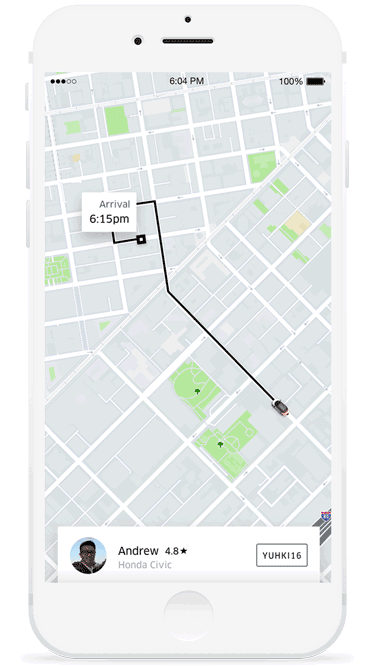 6:04 PM
100%
Arrival
6:15pm
Andrew 4.8★
Honda Civic
YUHKI16